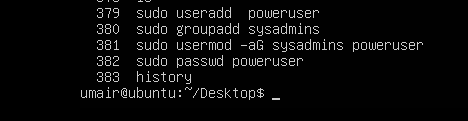 379 sudo useradd  poweruser
380 sudo groupadd sysadmins
381 sudo usermod -aG sysadmins poweruser
382 sudo passwd poweruser
383 history
umair@ubuntu:~/Desktop$ _